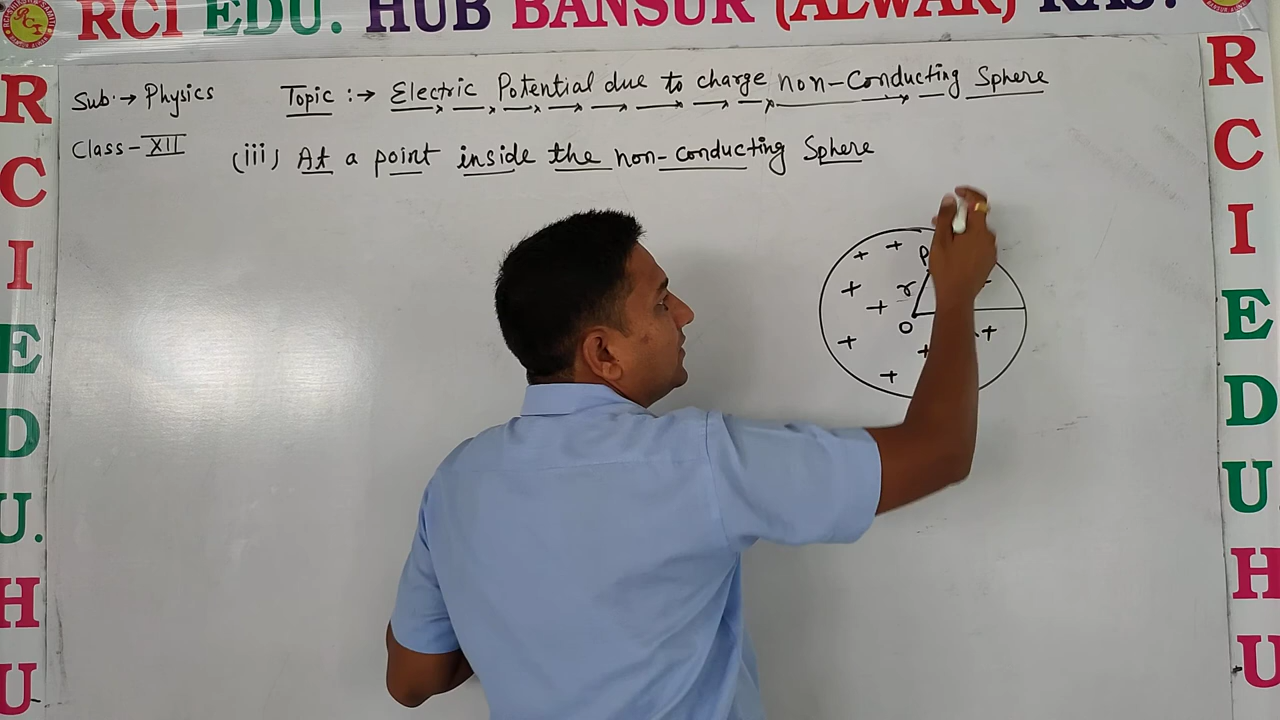 RCI EDU. HUB BANSUR (ALWAR) RAJ.
Sub:→ Physics Topic :→ Electric Potential due to charge non-Conducting Sphere
Class-XII (iii) At a point inside the non-conducting Sphere
P
r
O
R
C
I
E
D
U.
H
U
R
C
I
E
D
U.
H
U